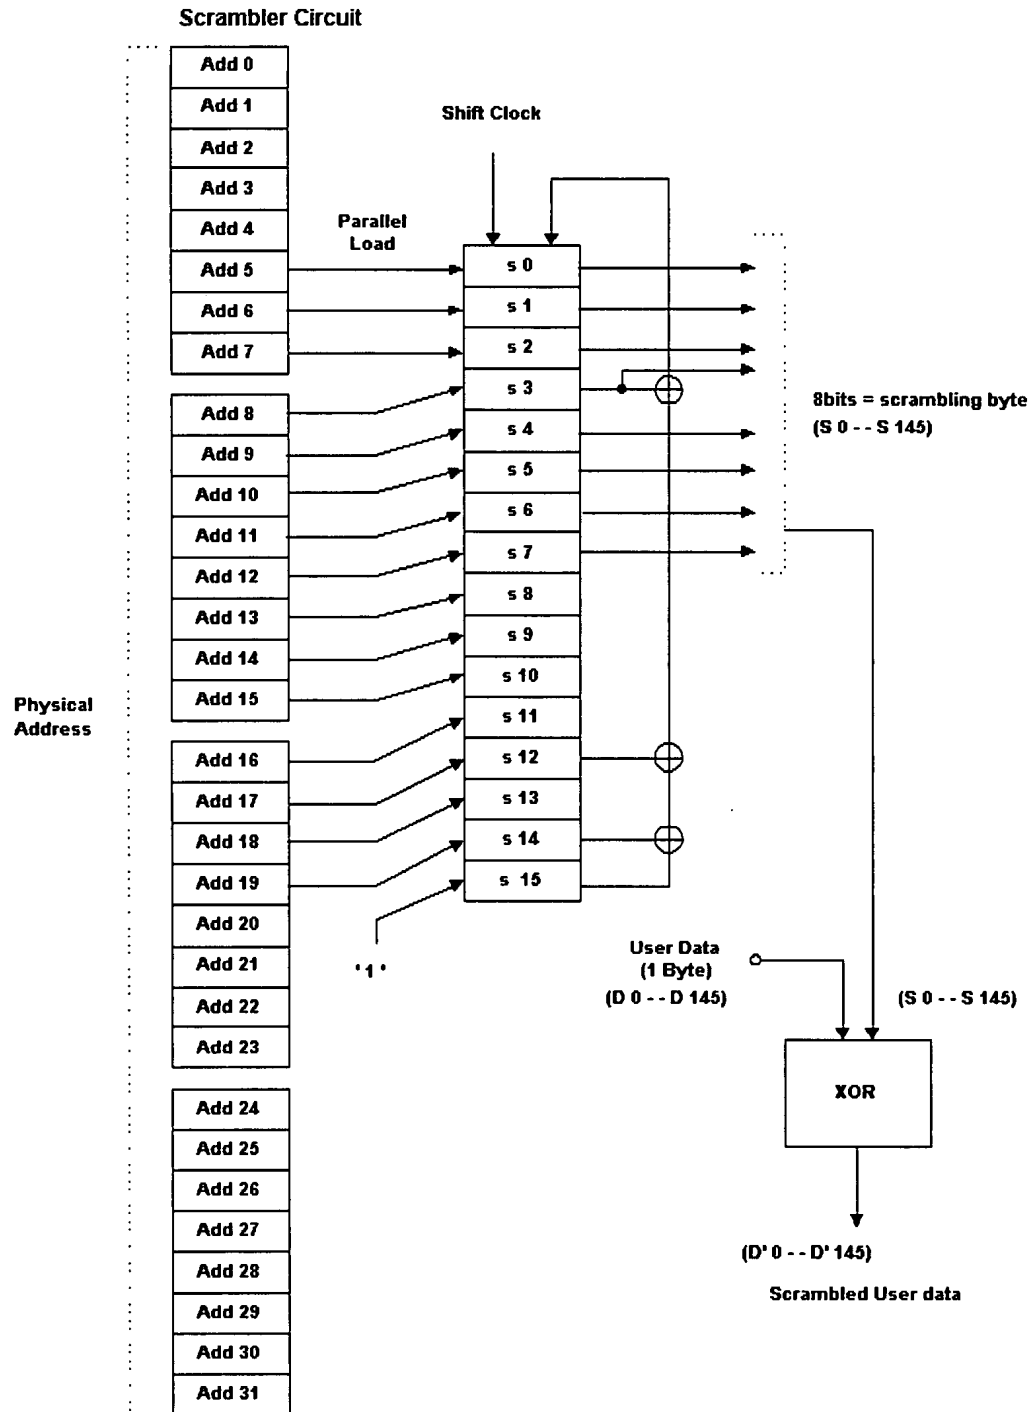 Scrambler Circuit
Add 0
Add 1
Add 2
Add 3
Add 4
Add 5
Add 6
Add 7
Add 8
Add 9
Add 10
Add 11
Add 12
Add 13
Add 14
Add 15
Add 16
Add 17
Add 18
Add 19
Add 20
Add 21
Add 22
Add 23
Add 24
Add 25
Add 26
Add 27
Add 28
Add 29
Add 30
Add 31
Physical
Address
Parallel
Load
Shift Clock
s 0
s 1
s 2
s 3
s 4
s 5
s 6
s 7
s 8
s 9
s 10
s 11
s 12
s 13
s 14
s 15
'1'
8bits = scrambling byte
(S 0 - - S 145)
User Data
(1 Byte)
(D 0 - - D 145)
(S 0 - - S 145)
XOR
(D' 0 - - D' 145)
Scrambled User data